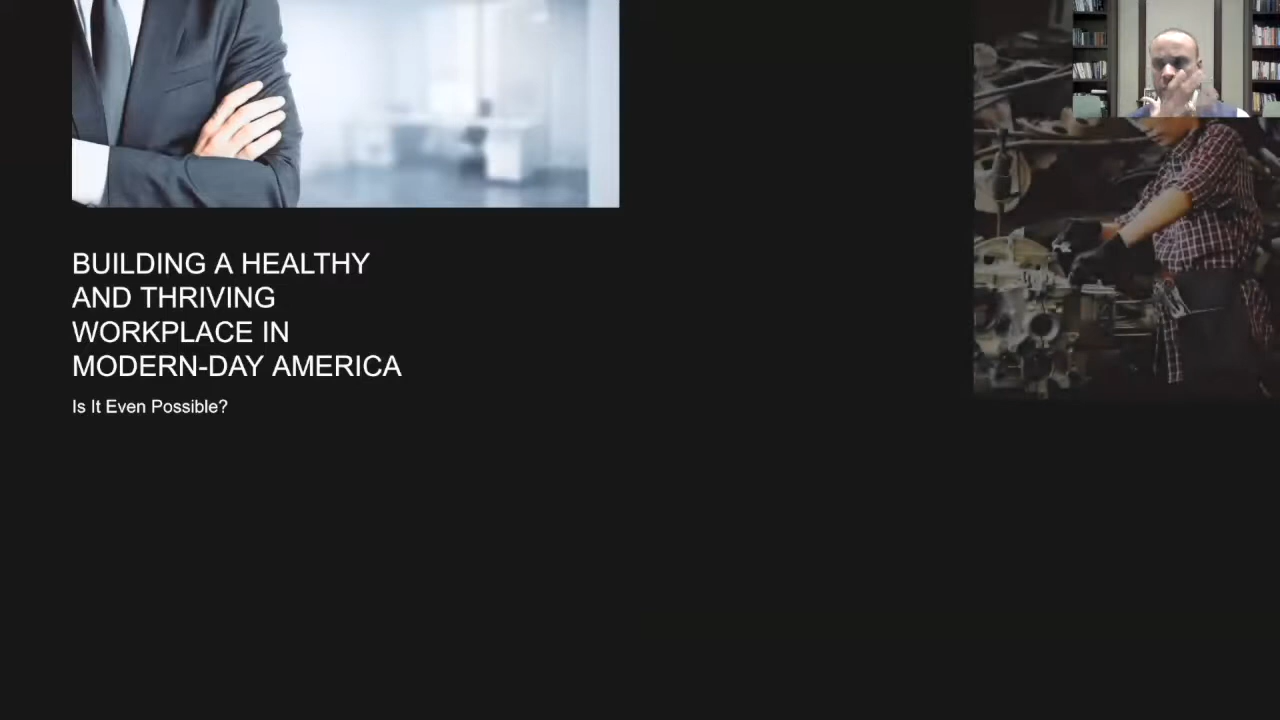 BUILDING A HEALTHY
AND THRIVING
WORKPLACE IN
MODERN-DAY AMERICA
Is It Even Possible?